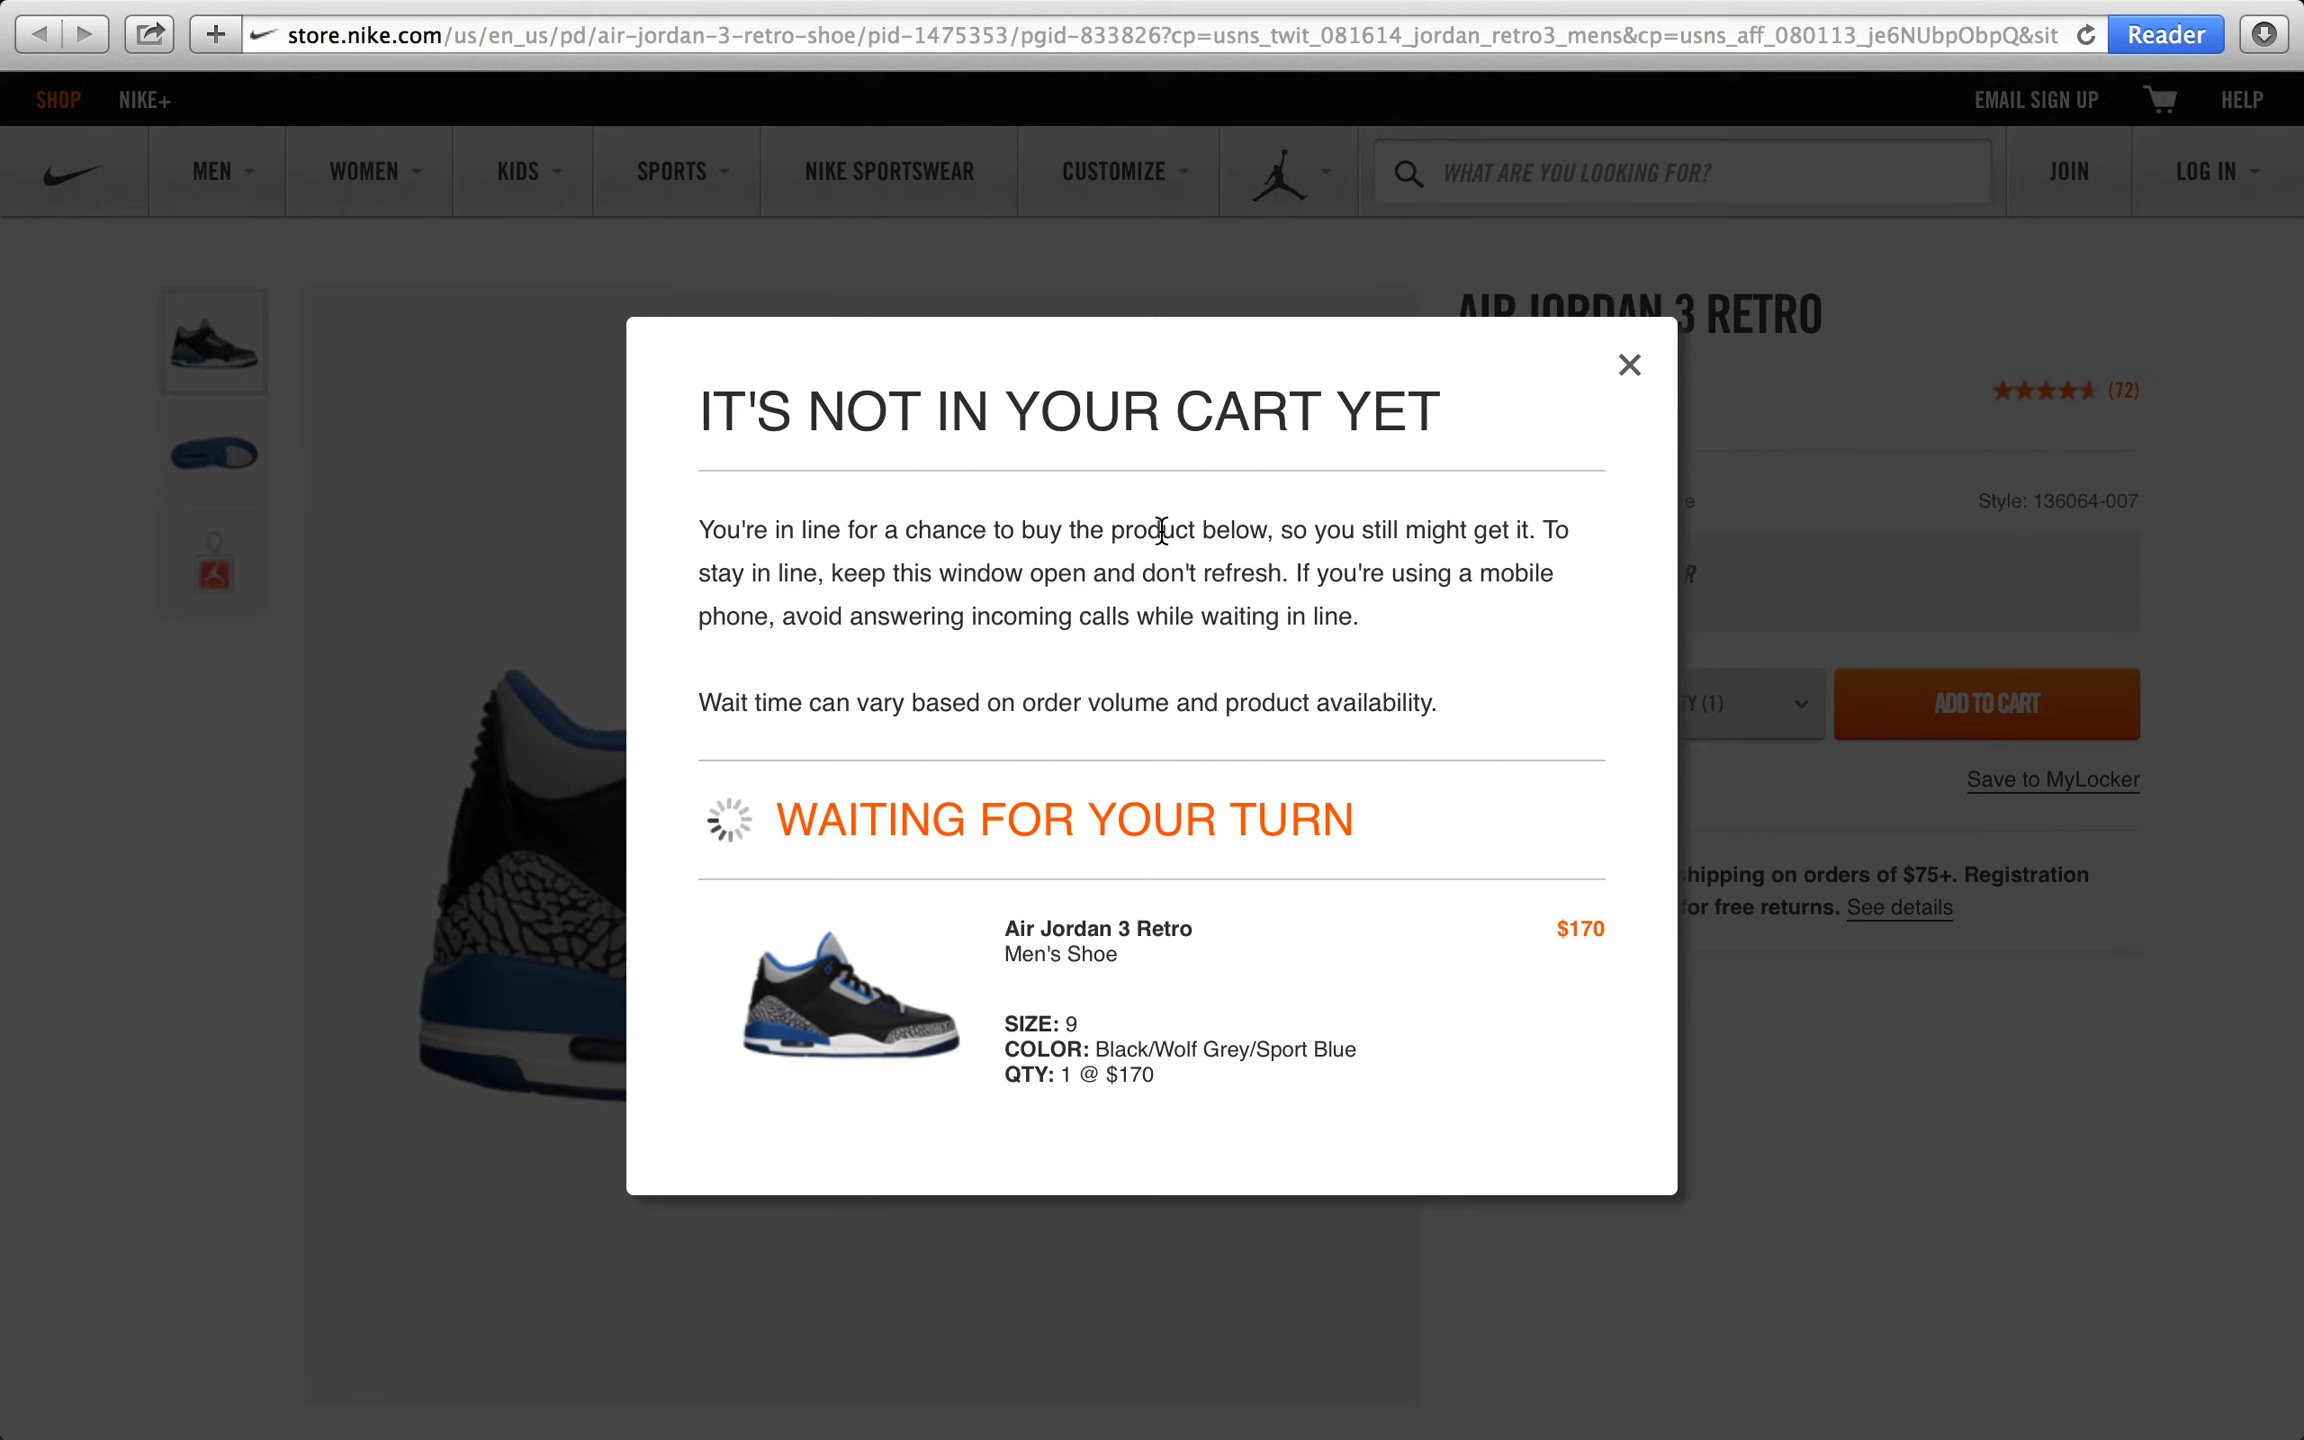 store.nike.com/us/en_us/pd/air-jordan-3-retro-shoe/pid-1475353/pgid-833826?cp=usns_twit_081614_jordan_retro3_mens&cp=usns_aff_080113_je6NUbpObpQ&sit
Reader
SHOP NIKE+ EMAIL SIGN UP HELP
MEN WOMEN KIDS SPORTS NIKE SPORTSWEAR CUSTOMIZE WHAT ARE YOU LOOKING FOR? JOIN LOG IN
AIR JORDAN 3 RETRO
(72)
Style: 136064-007
ADD TO CART
(1)
Save to MyLocker
hipping on orders of $75+. Registration
for free returns. See details
IT'S NOT IN YOUR CART YET
You're in line for a chance to buy the product below, so you still might get it. To
stay in line, keep this window open and don't refresh. If you're using a mobile
phone, avoid answering incoming calls while waiting in line.
Wait time can vary based on order volume and product availability.
WAITING FOR YOUR TURN
Air Jordan 3 Retro $170
Men's Shoe
SIZE: 9
COLOR: Black/Wolf Grey/Sport Blue
QTY: 1 @ $170